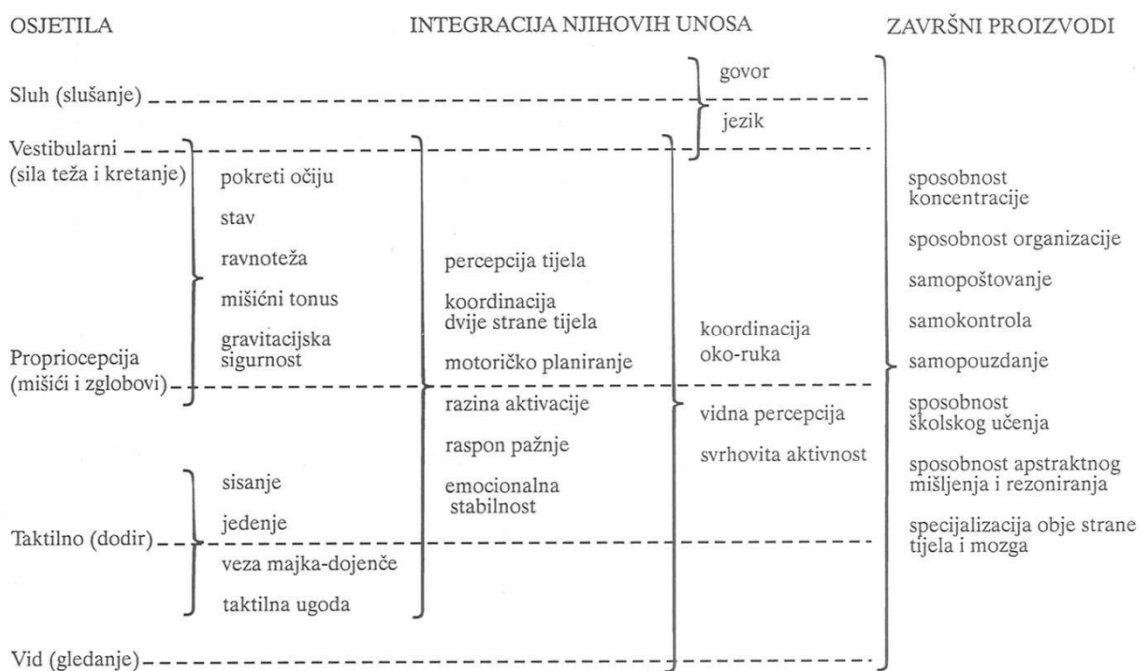 OSJETILA
INTEGRACIJA NJIHOVIH UNOSA
ZAVRŠNI PROIZVODI
Sluh (slušanje)
Vestibularni
(sila teža i kretanje)
Propriocepcija
(mišići i zglobovi)
Taktilno (dodir)
Vid (gledanje)
pokreti očiju
stav
ravnoteža
mišićni tonus
gravitacijska
sigurnost
sisanje
jedenje
veza majka-dojenče
taktilna ugoda
percepcija tijela
koordinacija
dvije strane tijela
motoričko planiranje
razina aktivacije
raspon pažnje
emocionalna
stabilnost
govor
jezik
koordinacija
oko-ruka
vidna percepcija
svrhovita aktivnost
sposobnost
koncentracije
sposobnost organizacije
samopoštovanje
samokontrola
samopouzdanje
sposobnost
školskog učenja
sposobnost apstraktnog
mišljenja i rezoniranja
specijalizacija obje strane
tijela i mozga